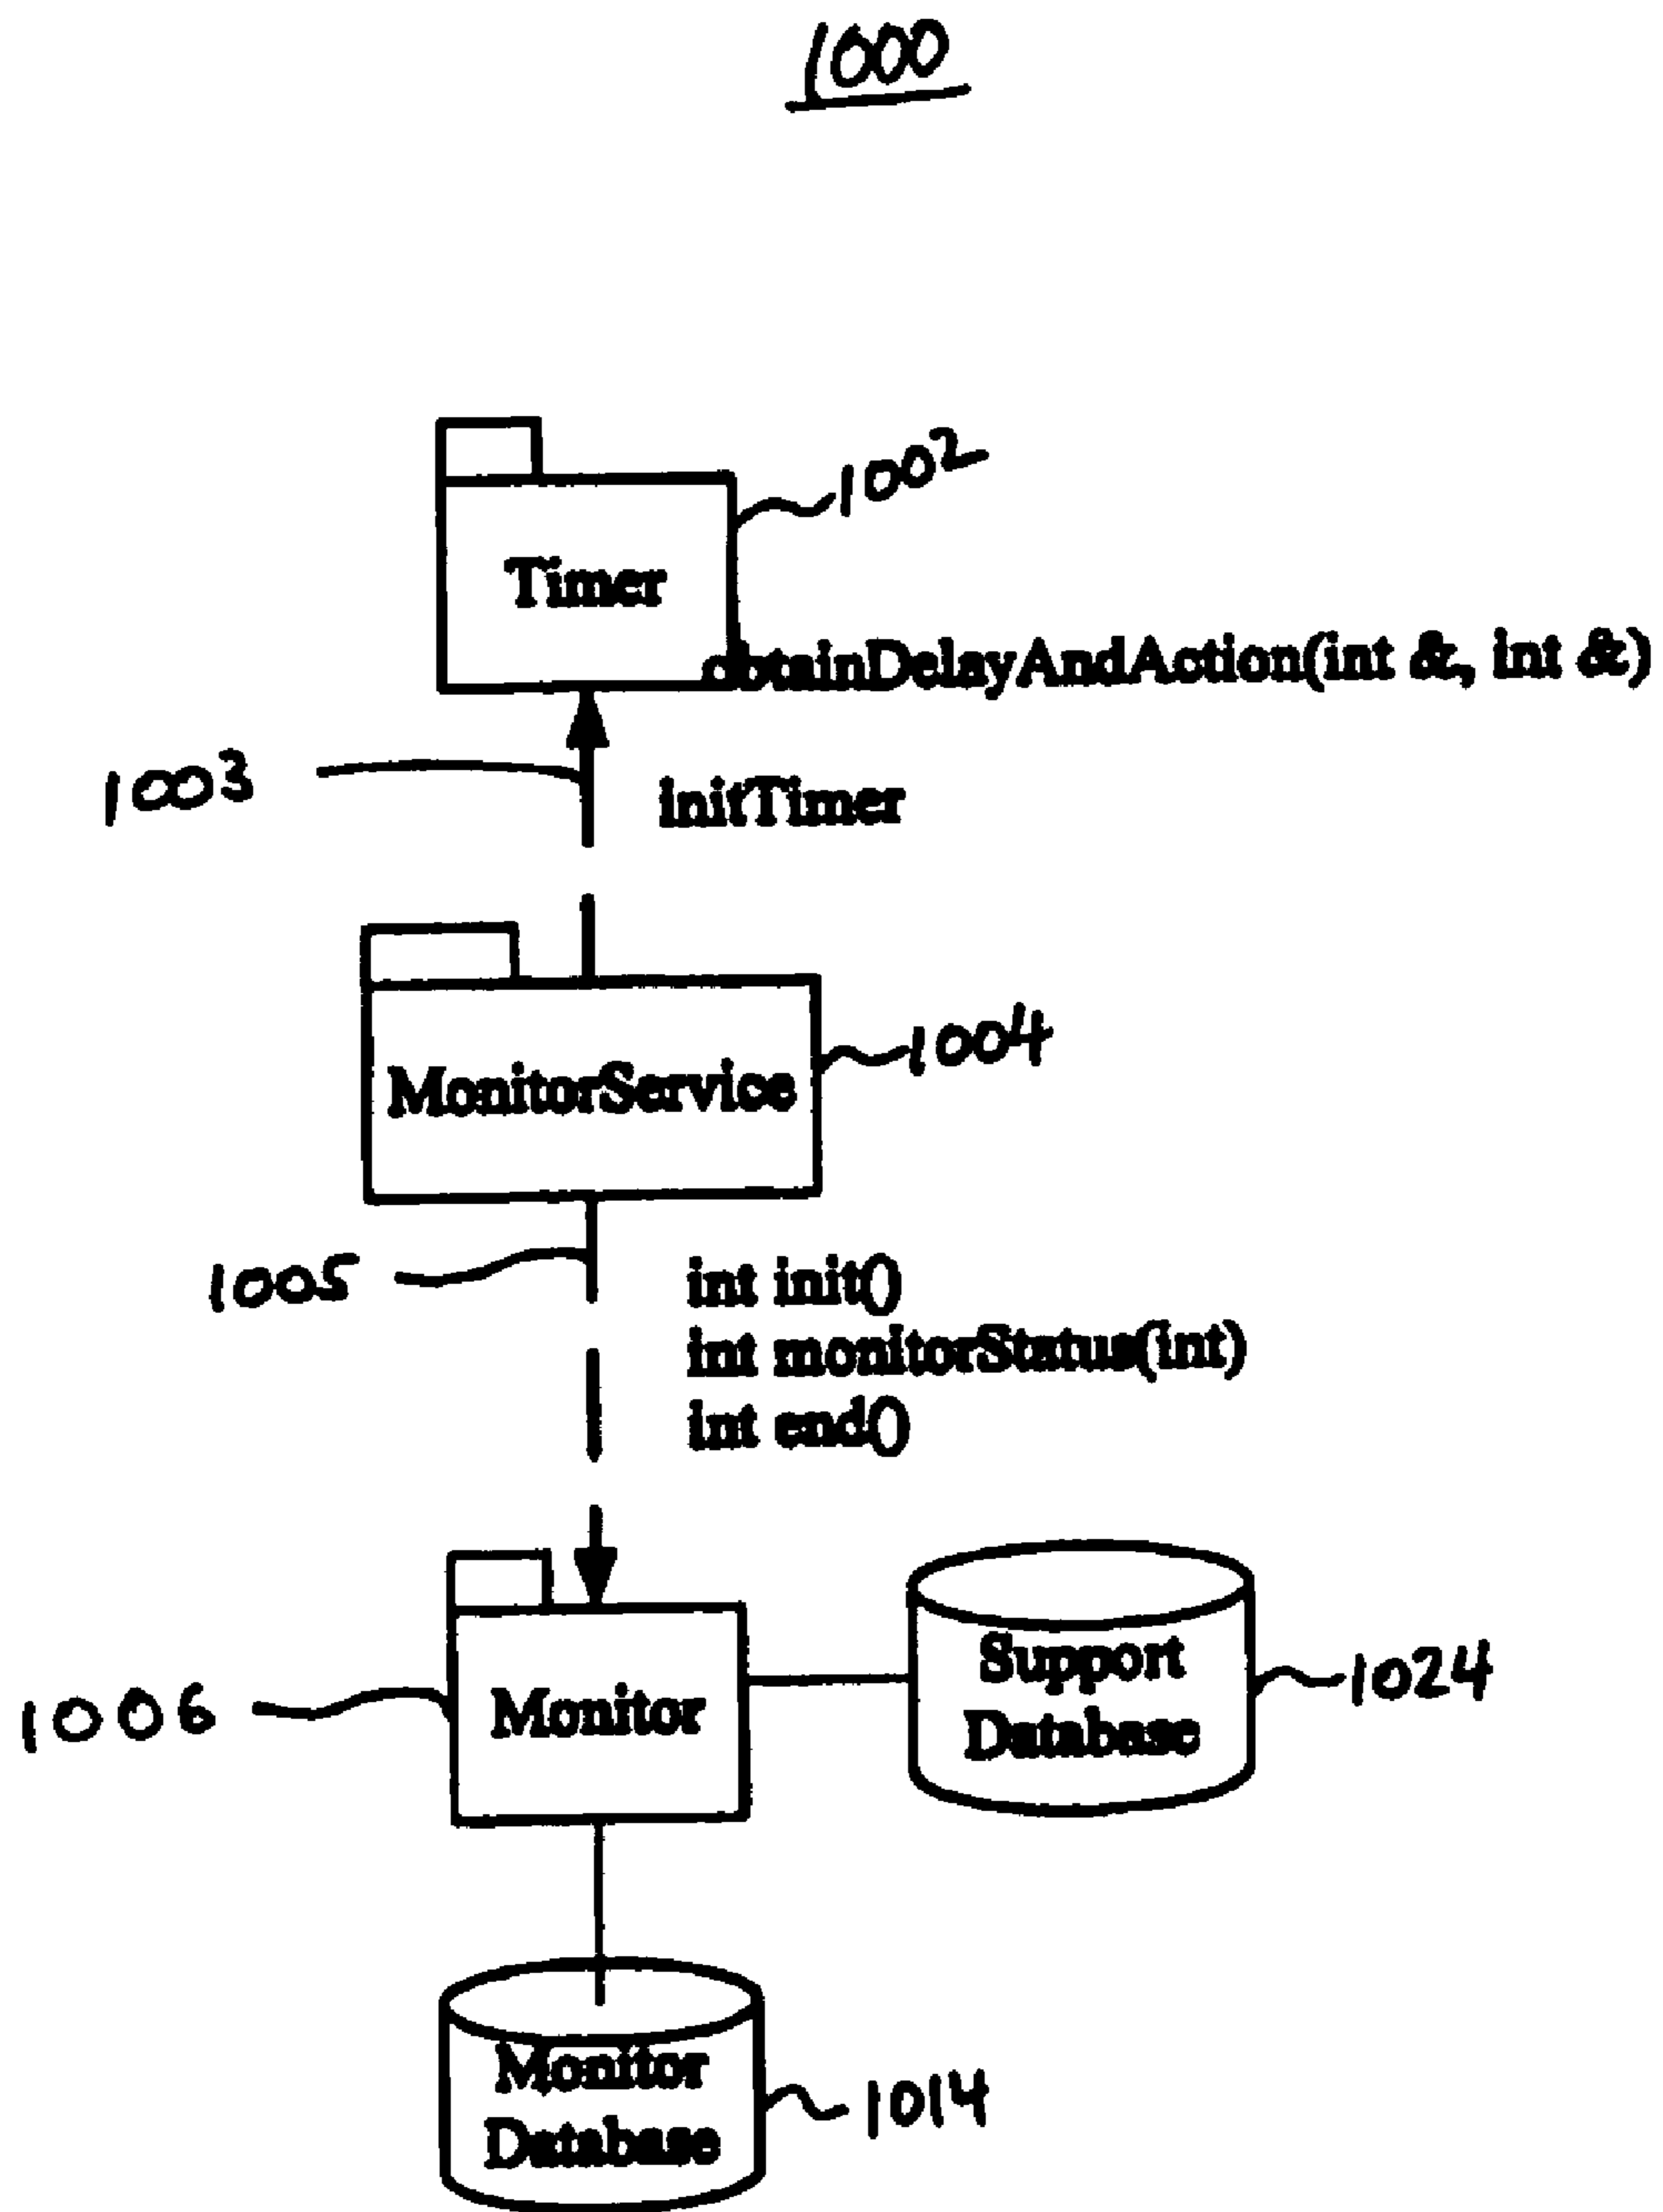 1000
1002
Timer
obtainDelayAndAction(int &, int &)
1003
initTimer
MonitorService
1004
1005
int init()
int monitorStatus(int)
int end()
1006
Monitor
Support
Database
1024
Monitor
Database
1014